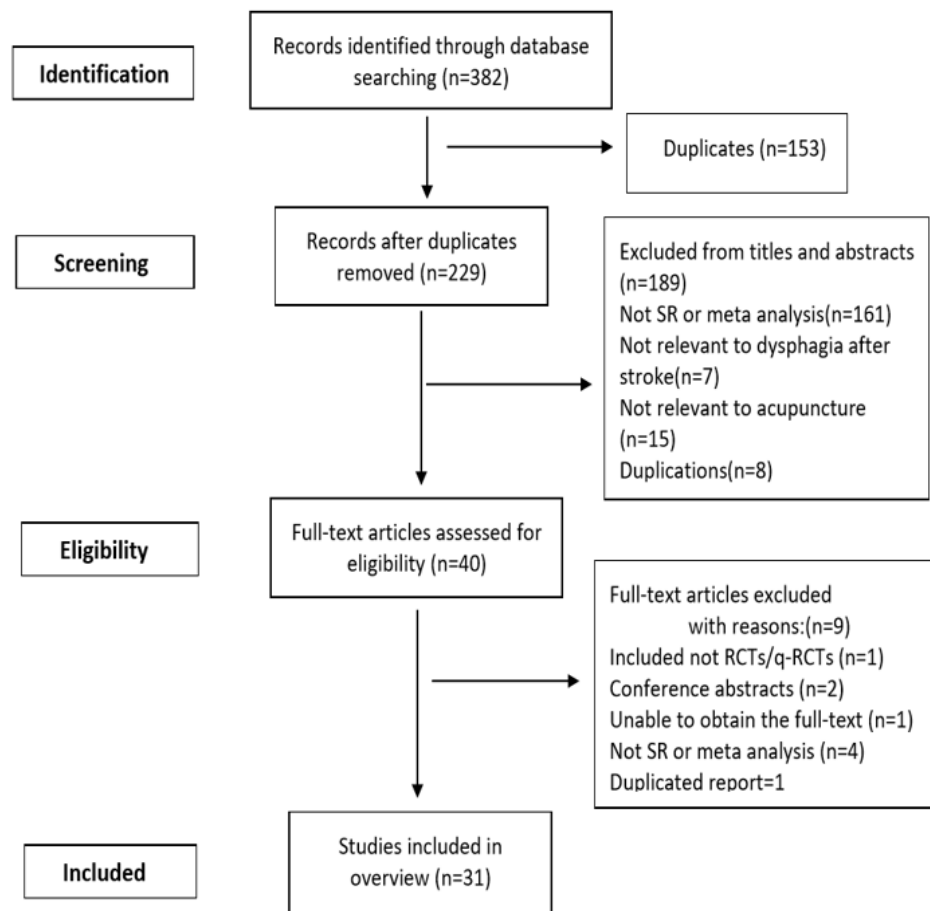 Identification
Records identified through database
searching (n=382)
Duplicates (n=153)
Screening
Records after duplicates
removed (n=229)
Excluded from titles and abstracts
(n=189)
Not SR or meta analysis(n=161)
Not relevant to dysphagia after
stroke(n=7)
Not relevant to acupuncture
(n=15)
Duplications(n=8)
Eligibility
Full-text articles assessed for
eligibility (n=40)
Full-text articles excluded
with reasons:(n=9)
Included not RCTs/q-RCTs (n=1)
Conference abstracts (n=2)
Unable to obtain the full-text (n=1)
Not SR or meta analysis (n=4)
Duplicated report=1
Included
Studies included in
overview (n=31)